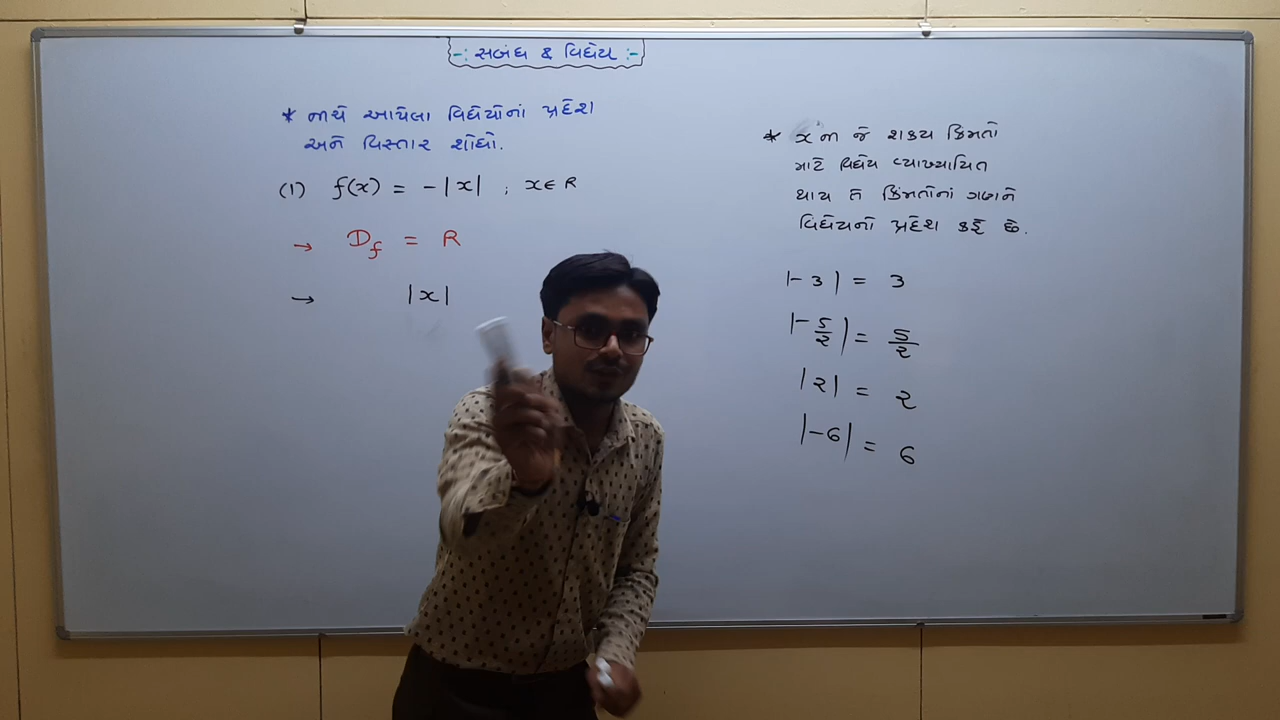 -: સબંધ & વિધેય :-
* નીચે આપેલા વિધેયોનાં પ્રદેશ
અને વિસ્તાર શોધો.
(1) f(x) = -|x| ; x ∈ R
→ D_f = R
→ |x|
* x ની જે શક્ય કિંમતો
માટે વિધેય વ્યાખ્યાયિત
થાય તે કિંમતોનાં ગણને
વિધેયનો પ્રદેશ કહે છે.
|-3| = 3
|-5/2| = 5/2
|2| = 2
|-6| = 6